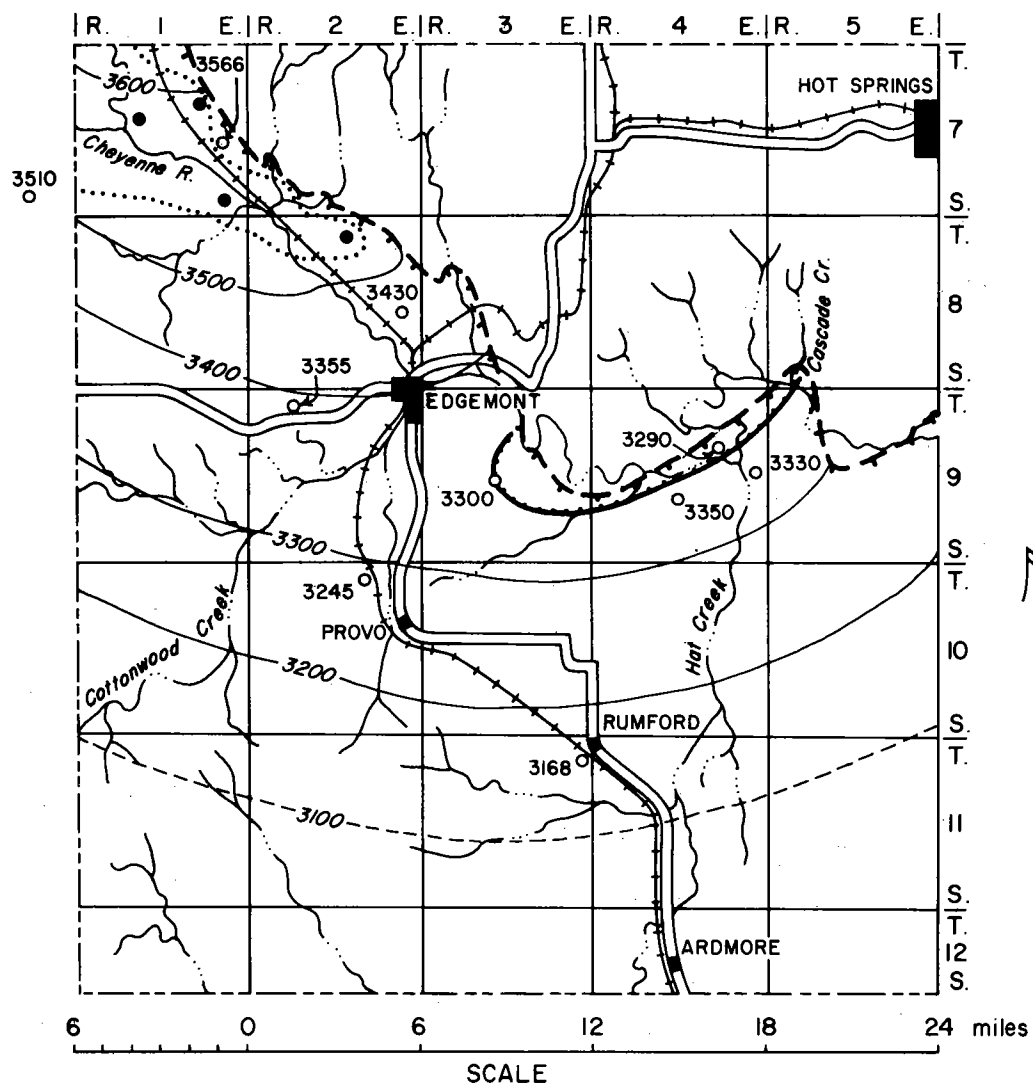 R. 1 E. R. 2 E. R. 3 E. R. 4 E. R. 5 E.
T.
7
S.
T.
8
S.
T.
9
S.
T.
10
S.
T.
11
S.
T.
12
S.
3566
3600
HOT SPRINGS
Cheyenne R.
3510
3500
3430
Cascade Cr.
3400
3355
EDGEMONT
3290
3330
3300
3350
3300
3245
PROVO
Cottonwood Creek
Hat Creek
3200
RUMFORD
3168
3100
ARDMORE
6 0 6 12 18 24 miles
SCALE